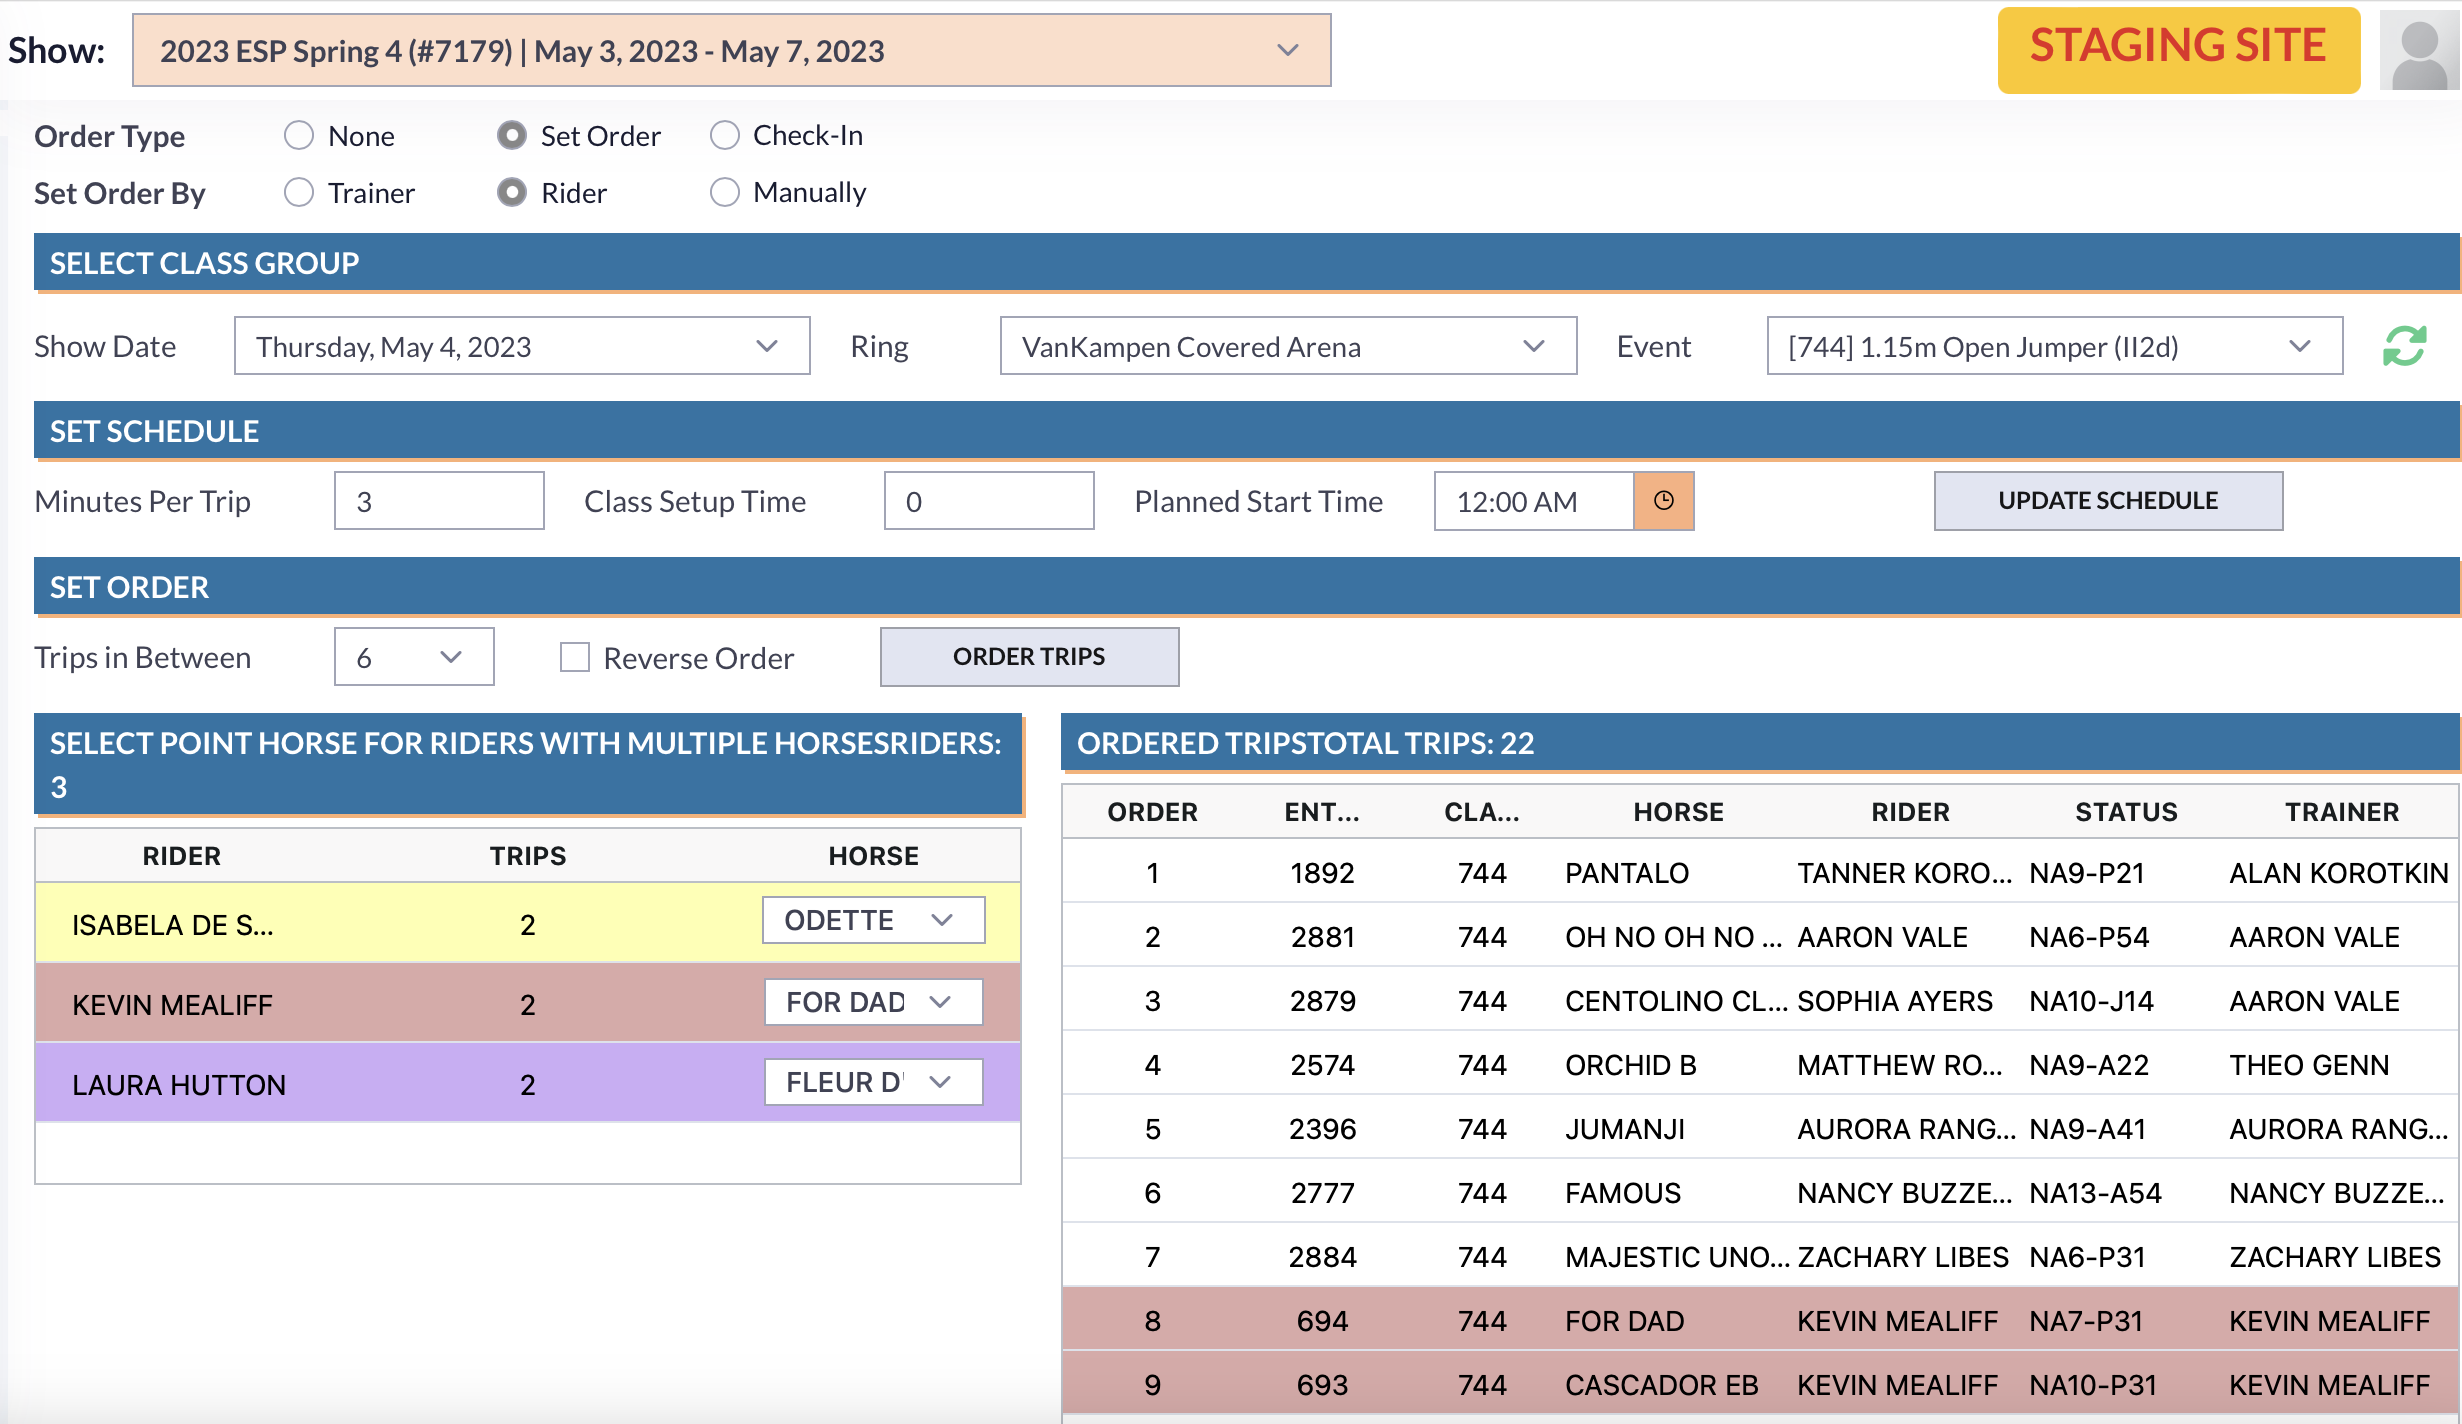 Show: 2023 ESP Spring 4 (#7179) | May 3, 2023 - May 7, 2023 STAGING SITE
Order Type None Set Order Check-In
Set Order By Trainer Rider Manually
SELECT CLASS GROUP
Show Date Thursday, May 4, 2023 Ring VanKampen Covered Arena Event [744] 1.15m Open Jumper (II2d)
SET SCHEDULE
Minutes Per Trip 3 Class Setup Time 0 Planned Start Time 12:00 AM UPDATE SCHEDULE
SET ORDER
Trips in Between 6 Reverse Order ORDER TRIPS
SELECT POINT HORSE FOR RIDERS WITH MULTIPLE HORSESRIDERS:
3
RIDER TRIPS HORSE
ISABELA DE S... 2 ODETTE
KEVIN MEALIFF 2 FOR DAD
LAURA HUTTON 2 FLEUR D'
ORDERED TRIPSTOTAL TRIPS: 22
ORDER ENT... CLA... HORSE RIDER STATUS TRAINER
1 1892 744 PANTALO TANNER KORO... NA9-P21 ALAN KOROTKIN
2 2881 744 OH NO OH NO ... AARON VALE NA6-P54 AARON VALE
3 2879 744 CENTOLINO CL... SOPHIA AYERS NA10-J14 AARON VALE
4 2574 744 ORCHID B MATTHEW RO... NA9-A22 THEO GENN
5 2396 744 JUMANJI AURORA RANG... NA9-A41 AURORA RANG...
6 2777 744 FAMOUS NANCY BUZZE... NA13-A54 NANCY BUZZE...
7 2884 744 MAJESTIC UNO... ZACHARY LIBES NA6-P31 ZACHARY LIBES
8 694 744 FOR DAD KEVIN MEALIFF NA7-P31 KEVIN MEALIFF
9 693 744 CASCADOR EB KEVIN MEALIFF NA10-P31 KEVIN MEALIFF